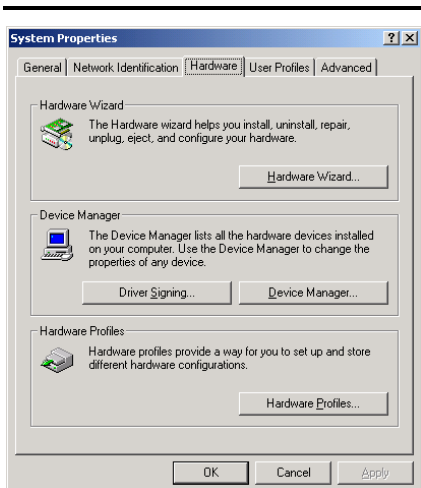 System Properties
General Network Identification Hardware User Profiles Advanced
Hardware Wizard
The Hardware wizard helps you install, uninstall, repair,
unplug, eject, and configure your hardware.
Hardware Wizard...
Device Manager
The Device Manager lists all the hardware devices installed
on your computer. Use the Device Manager to change the
properties of any device.
Driver Signing... Device Manager...
Hardware Profiles
Hardware profiles provide a way for you to set up and store
different hardware configurations.
Hardware Profiles...
OK Cancel Apply